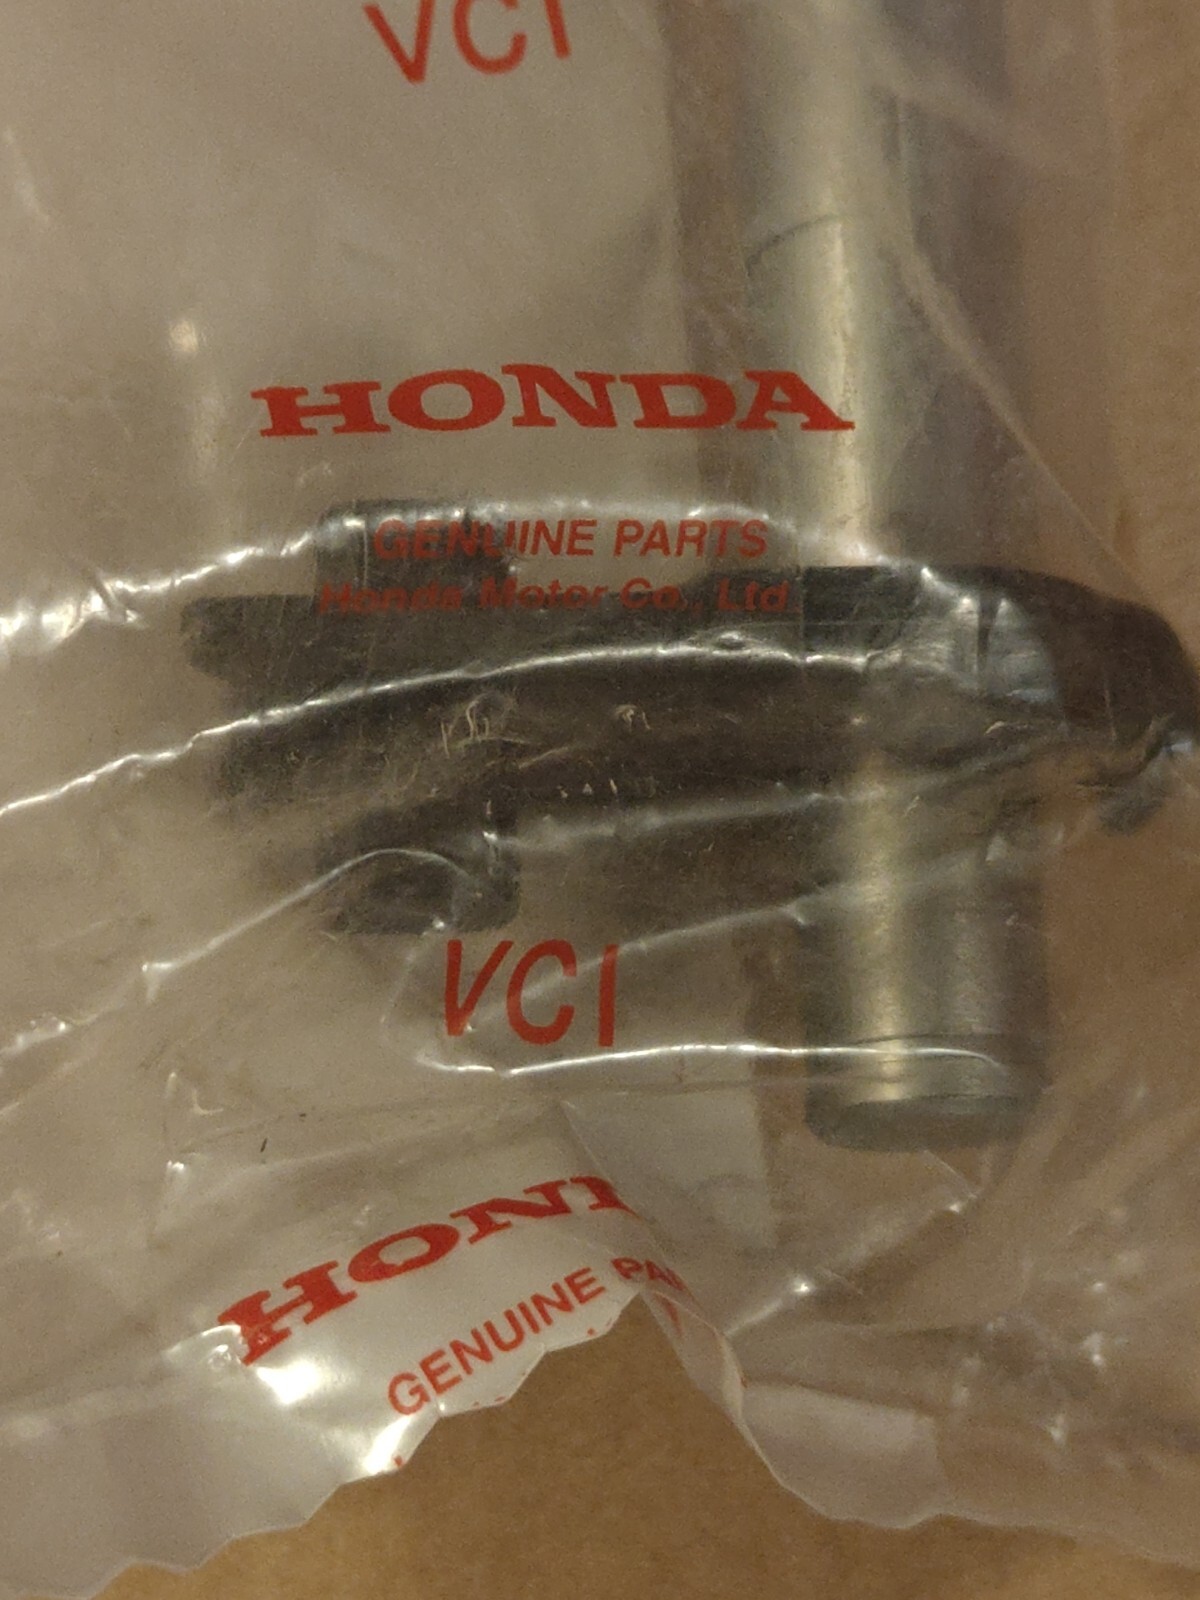 VCI
HONDA
GENUINE PARTS
Honda Motor Co., Ltd
VCI
HON
GENUINE PA